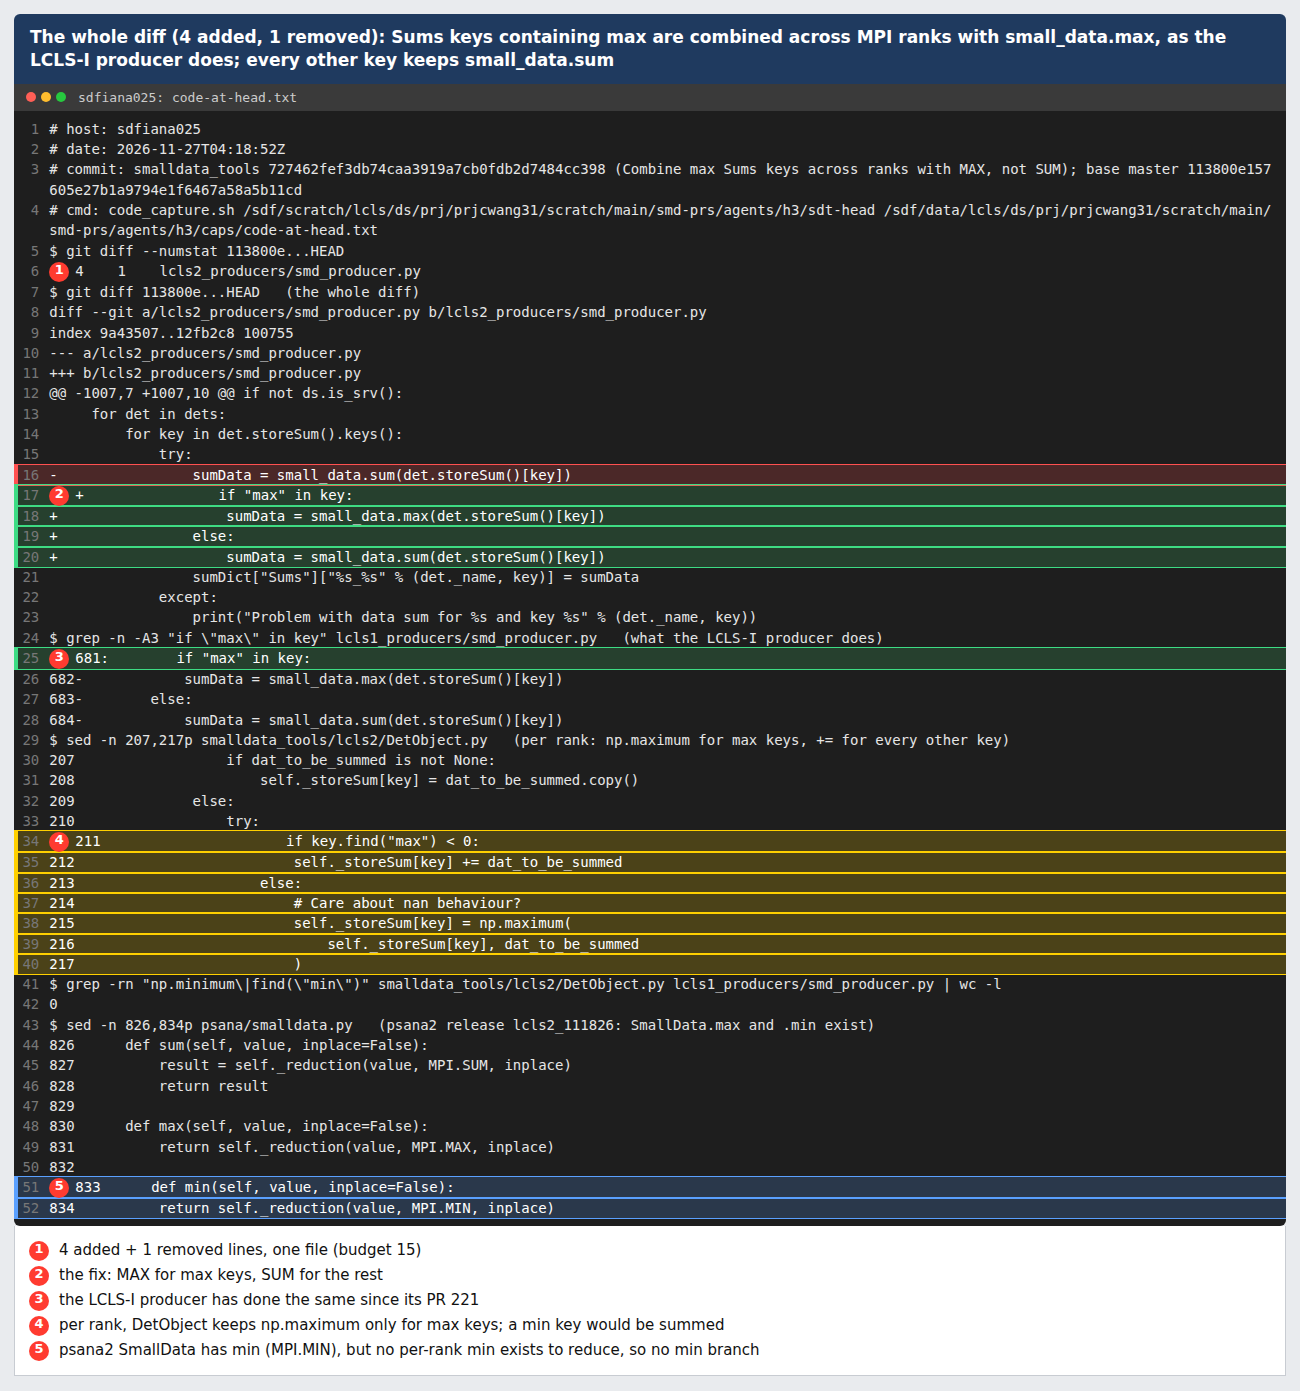 The whole diff (4 added, 1 removed): Sums keys containing max are combined across MPI ranks with small_data.max, as the
LCLS-I producer does; every other key keeps small_data.sum
sdfiana025: code-at-head.txt
1 # host: sdfiana025
2 # date: 2026-11-27T04:18:52Z
3 # commit: smalldata_tools 727462fef3db74caa3919a7cb0fdb2d7484cc398 (Combine max Sums keys across ranks with MAX, not SUM); base master 113800e157
605e27b1a9794e1f6467a58a5b11cd
4 # cmd: code_capture.sh /sdf/scratch/lcls/ds/prj/prjcwang31/scratch/main/smd-prs/agents/h3/sdt-head /sdf/data/lcls/ds/prj/prjcwang31/scratch/main/
smd-prs/agents/h3/caps/code-at-head.txt
5 $ git diff --numstat 113800e...HEAD
6 1 4    1    lcls2_producers/smd_producer.py
7 $ git diff 113800e...HEAD   (the whole diff)
8 diff --git a/lcls2_producers/smd_producer.py b/lcls2_producers/smd_producer.py
9 index 9a43507..12fb2c8 100755
10 --- a/lcls2_producers/smd_producer.py
11 +++ b/lcls2_producers/smd_producer.py
12 @@ -1007,7 +1007,10 @@ if not ds.is_srv():
13      for det in dets:
14          for key in det.storeSum().keys():
15              try:
16 -                sumData = small_data.sum(det.storeSum()[key])
17 2 +                if "max" in key:
18 +                    sumData = small_data.max(det.storeSum()[key])
19 +                else:
20 +                    sumData = small_data.sum(det.storeSum()[key])
21                  sumDict["Sums"]["%s_%s" % (det._name, key)] = sumData
22              except:
23                  print("Problem with data sum for %s and key %s" % (det._name, key))
24 $ grep -n -A3 "if \"max\" in key" lcls1_producers/smd_producer.py   (what the LCLS-I producer does)
25 3 681:        if "max" in key:
26 682-            sumData = small_data.max(det.storeSum()[key])
27 683-        else:
28 684-            sumData = small_data.sum(det.storeSum()[key])
29 $ sed -n 207,217p smalldata_tools/lcls2/DetObject.py   (per rank: np.maximum for max keys, += for every other key)
30 207                  if dat_to_be_summed is not None:
31 208                      self._storeSum[key] = dat_to_be_summed.copy()
32 209              else:
33 210                  try:
34 4 211                      if key.find("max") < 0:
35 212                          self._storeSum[key] += dat_to_be_summed
36 213                      else:
37 214                          # Care about nan behaviour?
38 215                          self._storeSum[key] = np.maximum(
39 216                              self._storeSum[key], dat_to_be_summed
40 217                          )
41 $ grep -rn "np.minimum\|find(\"min\")" smalldata_tools/lcls2/DetObject.py lcls1_producers/smd_producer.py | wc -l
42 0
43 $ sed -n 826,834p psana/smalldata.py   (psana2 release lcls2_111826: SmallData.max and .min exist)
44 826      def sum(self, value, inplace=False):
45 827          result = self._reduction(value, MPI.SUM, inplace)
46 828          return result
47 829
48 830      def max(self, value, inplace=False):
49 831          return self._reduction(value, MPI.MAX, inplace)
50 832
51 5 833      def min(self, value, inplace=False):
52 834          return self._reduction(value, MPI.MIN, inplace)
1 4 added + 1 removed lines, one file (budget 15)
2 the fix: MAX for max keys, SUM for the rest
3 the LCLS-I producer has done the same since its PR 221
4 per rank, DetObject keeps np.maximum only for max keys; a min key would be summed
5 psana2 SmallData has min (MPI.MIN), but no per-rank min exists to reduce, so no min branch